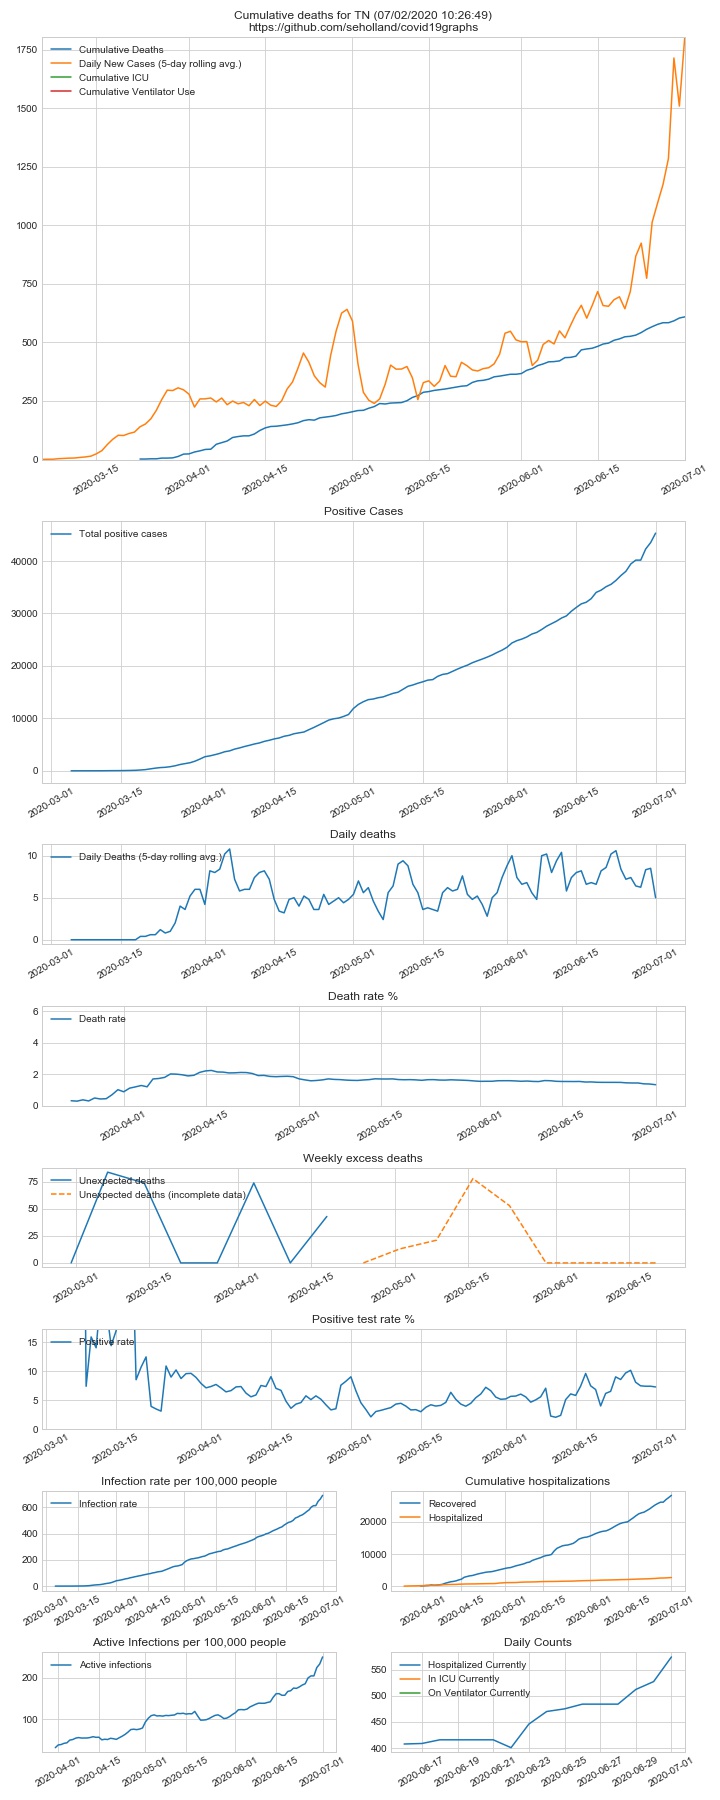 Cumulative deaths for TN (07/02/2020 10:26:49)
https://github.com/seholland/covid19graphs
Cumulative Deaths
Daily New Cases (5-day rolling avg.)
Cumulative ICU
Cumulative Ventilator Use
1750
1500
1250
1000
750
500
250
0
2020-03-15 2020-04-01 2020-04-15 2020-05-01 2020-05-15 2020-06-01 2020-06-15 2020-07-01
Positive Cases
Total positive cases
40000
30000
20000
10000
0
2020-03-01 2020-03-15 2020-04-01 2020-04-15 2020-05-01 2020-05-15 2020-06-01 2020-06-15 2020-07-01
Daily deaths
Daily Deaths (5-day rolling avg.)
10
5
0
2020-03-01 2020-03-15 2020-04-01 2020-04-15 2020-05-01 2020-05-15 2020-06-01 2020-06-15 2020-07-01
Death rate %
Death rate
6
4
2
0
2020-04-01 2020-04-15 2020-05-01 2020-05-15 2020-06-01 2020-06-15 2020-07-01
Weekly excess deaths
Unexpected deaths
Unexpected deaths (incomplete data)
75
50
25
0
2020-03-01 2020-03-15 2020-04-01 2020-04-15 2020-05-01 2020-05-15 2020-06-01 2020-06-15
Positive test rate %
Positive rate
15
10
5
0
2020-03-01 2020-03-15 2020-04-01 2020-04-15 2020-05-01 2020-05-15 2020-06-01 2020-06-15 2020-07-01
Infection rate per 100,000 people
Infection rate
600
400
200
0
2020-03-01 2020-03-15 2020-04-01 2020-04-15 2020-05-01 2020-05-15 2020-06-01 2020-06-15 2020-07-01
Cumulative hospitalizations
Recovered
Hospitalized
20000
10000
0
2020-04-01 2020-04-15 2020-05-01 2020-05-15 2020-06-01 2020-06-15 2020-07-01
Active Infections per 100,000 people
Active infections
200
100
2020-04-01 2020-04-15 2020-05-01 2020-05-15 2020-06-01 2020-06-15 2020-07-01
Daily Counts
Hospitalized Currently
In ICU Currently
On Ventilator Currently
550
500
450
400
2020-06-17 2020-06-19 2020-06-21 2020-06-23 2020-06-25 2020-06-27 2020-06-29 2020-07-01